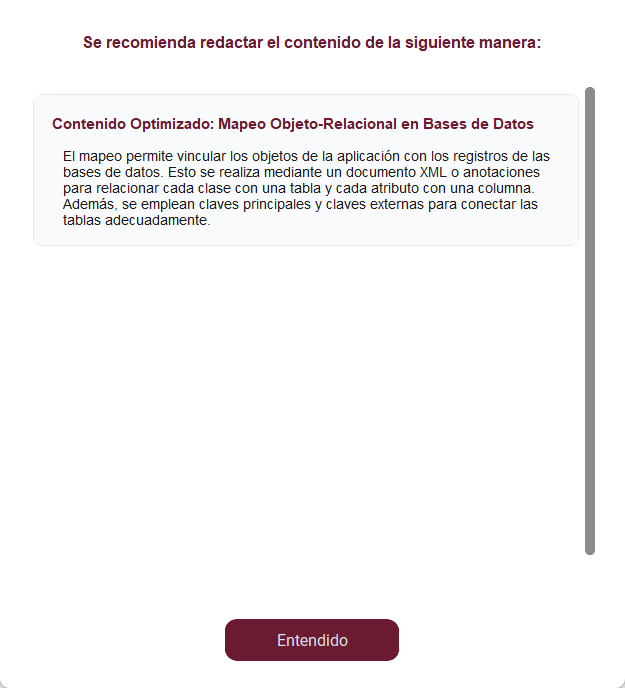 Se recomienda redactar el contenido de la siguiente manera:
Contenido Optimizado: Mapeo Objeto-Relacional en Bases de Datos
El mapeo permite vincular los objetos de la aplicación con los registros de las
bases de datos. Esto se realiza mediante un documento XML o anotaciones
para relacionar cada clase con una tabla y cada atributo con una columna.
Además, se emplean claves principales y claves externas para conectar las
tablas adecuadamente.
Entendido